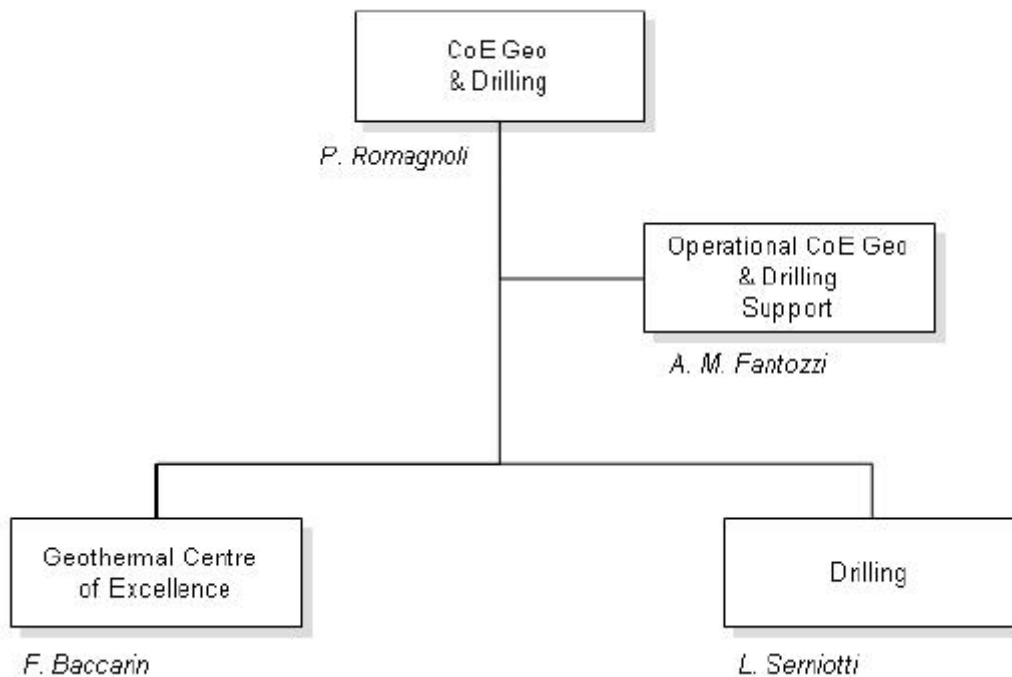 CoE Geo
& Drilling
P. Romagnoli
Operational CoE Geo
& Drilling
Support
A. M. Fantozzi
Geothermal Centre
of Excellence
F. Baccarin
Drilling
L. Serniotti